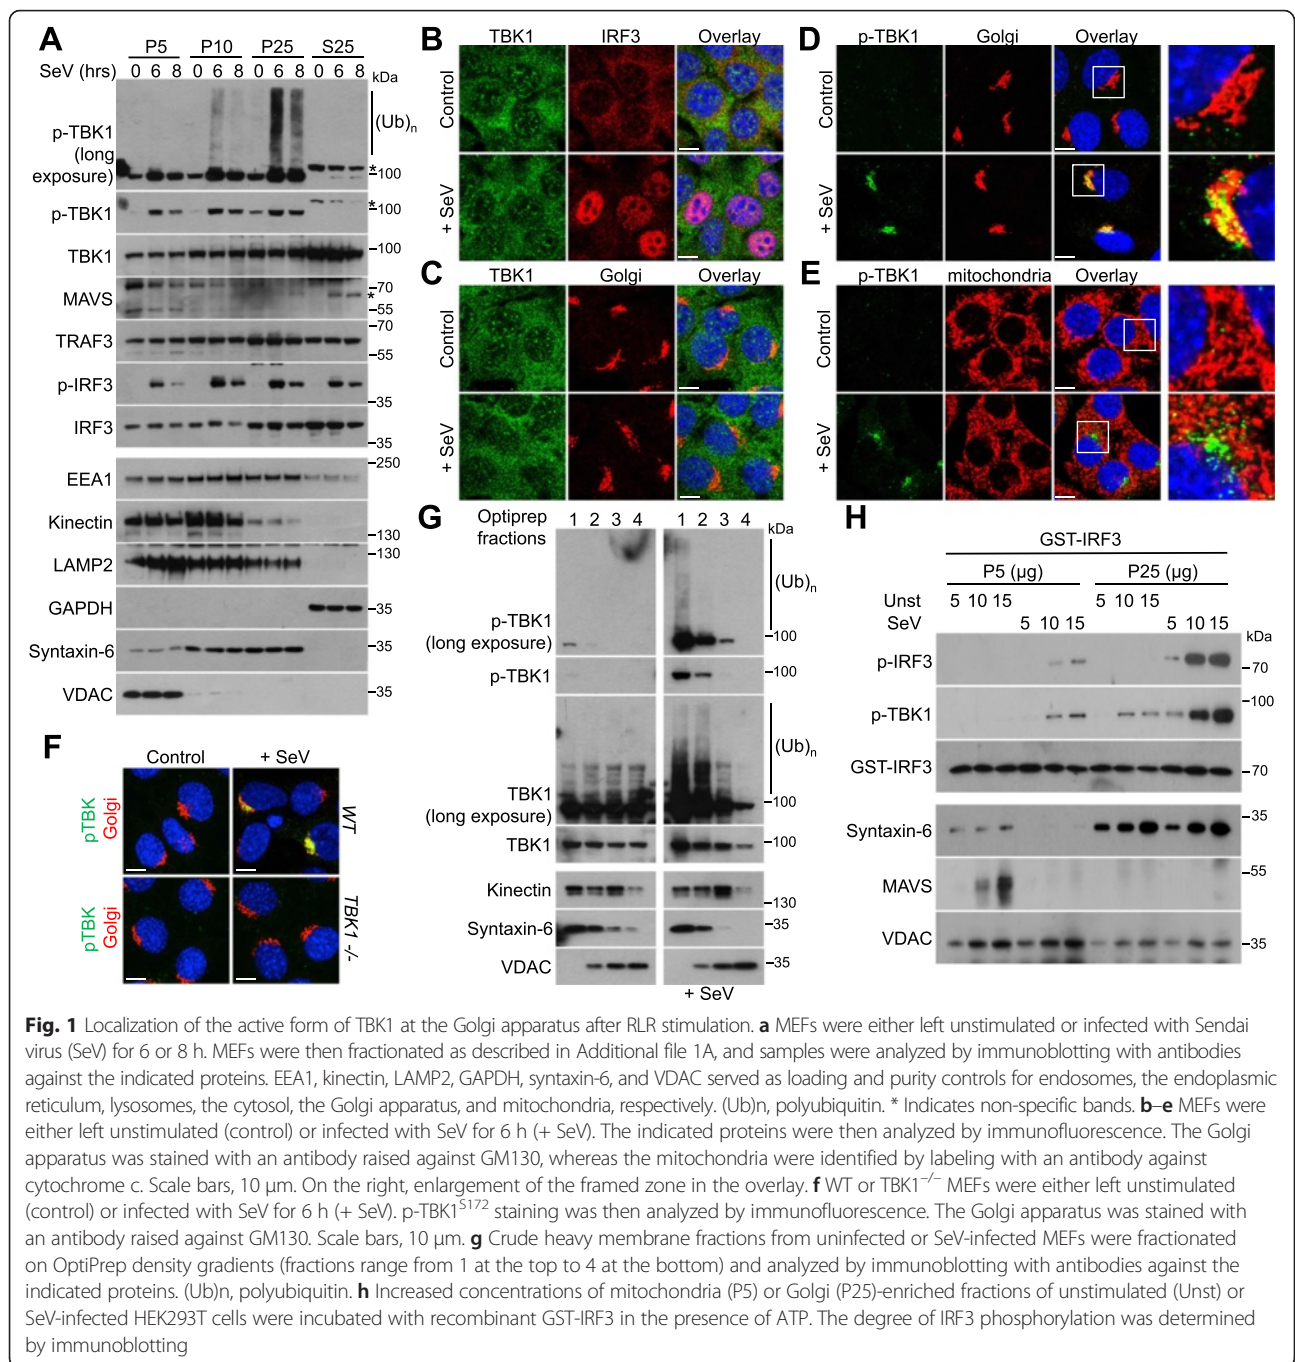 A
P5 P10 P25 S25
SeV (hrs) 0 6 8 0 6 8 0 6 8 0 6 8 kDa
p-TBK1 (long exposure) (Ub)n * –100
p-TBK1 * –100
TBK1 –100
MAVS –70 * –55
TRAF3 –70 –55
p-IRF3 –35
IRF3 –35
EEA1 –250
Kinectin –130
LAMP2 –130
GAPDH –35
Syntaxin-6 –35
VDAC –35
B
TBK1 IRF3 Overlay
Control
+ SeV
C
TBK1 Golgi Overlay
Control
+ SeV
D
p-TBK1 Golgi Overlay
Control
+ SeV
E
p-TBK1 mitochondria Overlay
Control
+ SeV
F
Control + SeV
pTBK Golgi WT
pTBK Golgi TBK1 -/-
G
Optiprep fractions 1 2 3 4 1 2 3 4 kDa
(Ub)n
p-TBK1 (long exposure) –100
p-TBK1 –100
(Ub)n
TBK1 (long exposure) –100
TBK1 –100
Kinectin –130
Syntaxin-6 –35
VDAC –35
+ SeV
H
GST-IRF3
P5 (µg) P25 (µg)
Unst 5 10 15 5 10 15
SeV 5 10 15 5 10 15 kDa
p-IRF3 –70
p-TBK1 –100
GST-IRF3 –70
Syntaxin-6 –35
MAVS –55
VDAC –35
Fig. 1 Localization of the active form of TBK1 at the Golgi apparatus after RLR stimulation. a MEFs were either left unstimulated or infected with Sendai
virus (SeV) for 6 or 8 h. MEFs were then fractionated as described in Additional file 1A, and samples were analyzed by immunoblotting with antibodies
against the indicated proteins. EEA1, kinectin, LAMP2, GAPDH, syntaxin-6, and VDAC served as loading and purity controls for endosomes, the endoplasmic
reticulum, lysosomes, the cytosol, the Golgi apparatus, and mitochondria, respectively. (Ub)n, polyubiquitin. * Indicates non-specific bands. b–e MEFs were
either left unstimulated (control) or infected with SeV for 6 h (+ SeV). The indicated proteins were then analyzed by immunofluorescence. The Golgi
apparatus was stained with an antibody raised against GM130, whereas the mitochondria were identified by labeling with an antibody against
cytochrome c. Scale bars, 10 µm. On the right, enlargement of the framed zone in the overlay. f WT or TBK1−/− MEFs were either left unstimulated
(control) or infected with SeV for 6 h (+ SeV). p-TBK1S172 staining was then analyzed by immunofluorescence. The Golgi apparatus was stained with
an antibody raised against GM130. Scale bars, 10 µm. g Crude heavy membrane fractions from uninfected or SeV-infected MEFs were fractionated
on OptiPrep density gradients (fractions range from 1 at the top to 4 at the bottom) and analyzed by immunoblotting with antibodies against the
indicated proteins. (Ub)n, polyubiquitin. h Increased concentrations of mitochondria (P5) or Golgi (P25)-enriched fractions of unstimulated (Unst) or
SeV-infected HEK293T cells were incubated with recombinant GST-IRF3 in the presence of ATP. The degree of IRF3 phosphorylation was determined
by immunoblotting